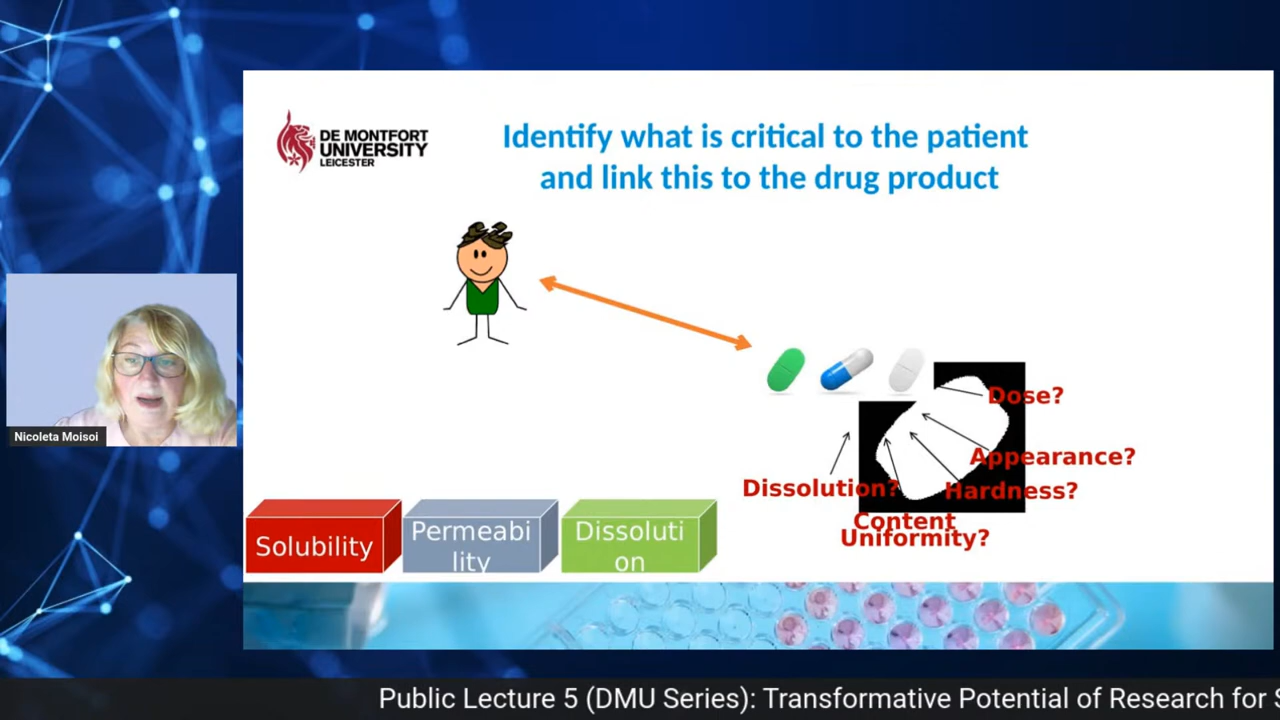 DE MONTFORT
UNIVERSITY
LEICESTER
Identify what is critical to the patient
and link this to the drug product
Dose?
Appearance?
Dissolution?
Hardness?
Content
Uniformity?
Solubility
Permeabi
lity
Dissoluti
on
Nicoleta Moisoi
Public Lecture 5 (DMU Series): Transformative Potential of Research for S